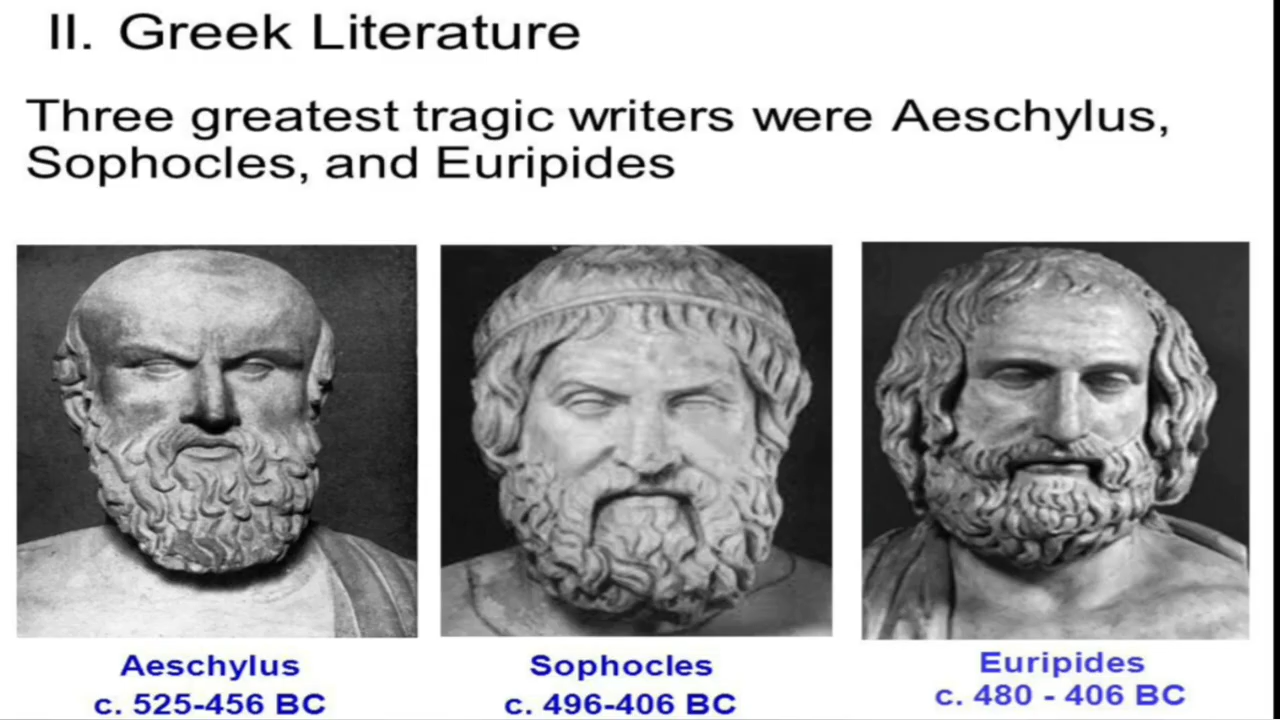 II. Greek Literature
Three greatest tragic writers were Aeschylus,
Sophocles, and Euripides
Aeschylus
c. 525-456 BC
Sophocles
c. 496-406 BC
Euripides
c. 480 - 406 BC